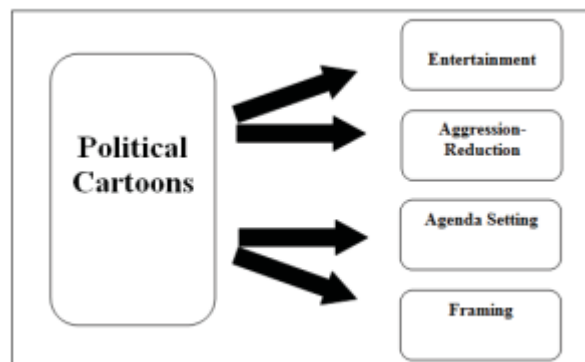 Political
Cartoons
Entertainment
Aggression-
Reduction
Agenda Setting
Framing